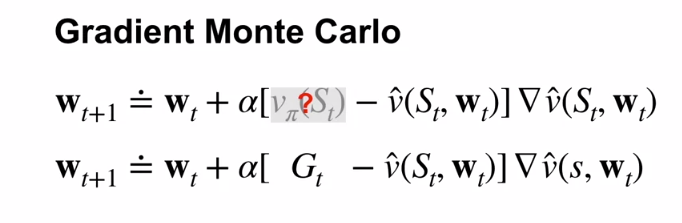 Gradient Monte Carlo
w_{t+1} ≐ w_t + α[v_π(S_t) − v̂(S_t, w_t)] ∇ v̂(S_t, w_t)
?
w_{t+1} ≐ w_t + α[ G_t − v̂(S_t, w_t)] ∇ v̂(s, w_t)